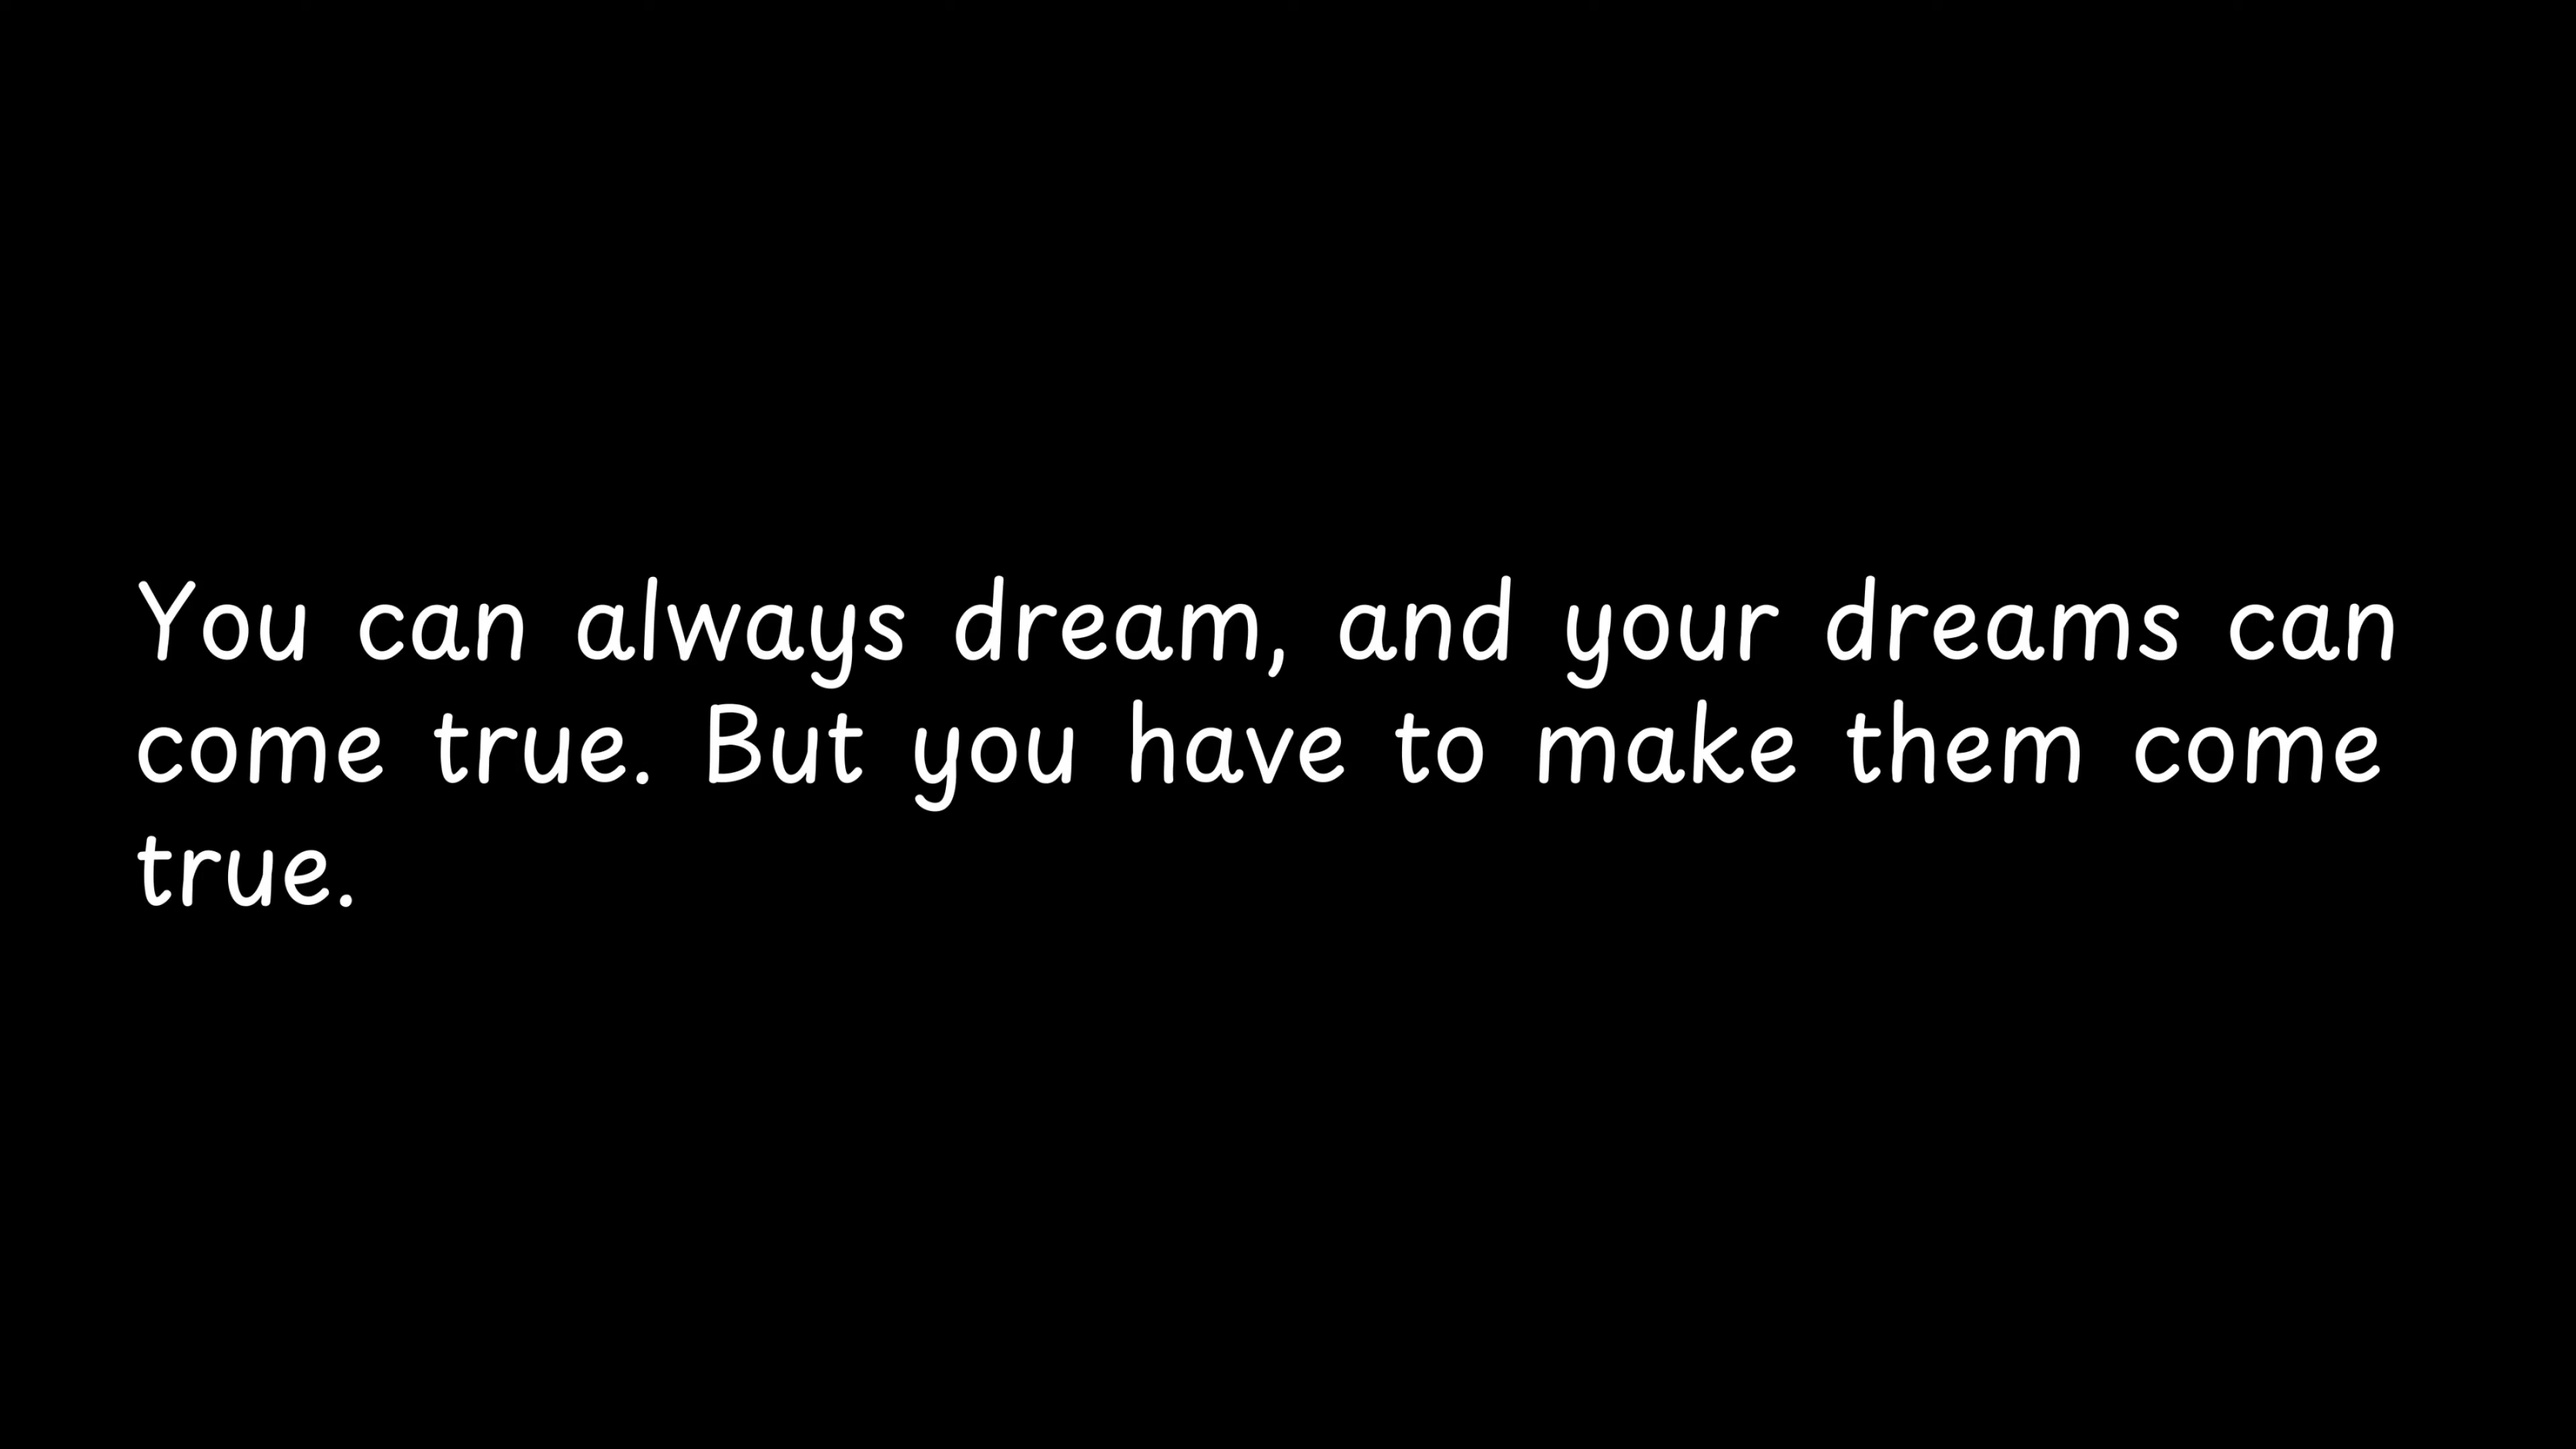 You can always dream, and your dreams can
come true. But you have to make them come
true.